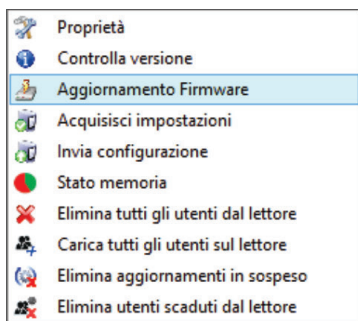 Proprietà
Controlla versione
Aggiornamento Firmware
Acquisisci impostazioni
Invia configurazione
Stato memoria
Elimina tutti gli utenti dal lettore
Carica tutti gli utenti sul lettore
Elimina aggiornamenti in sospeso
Elimina utenti scaduti dal lettore